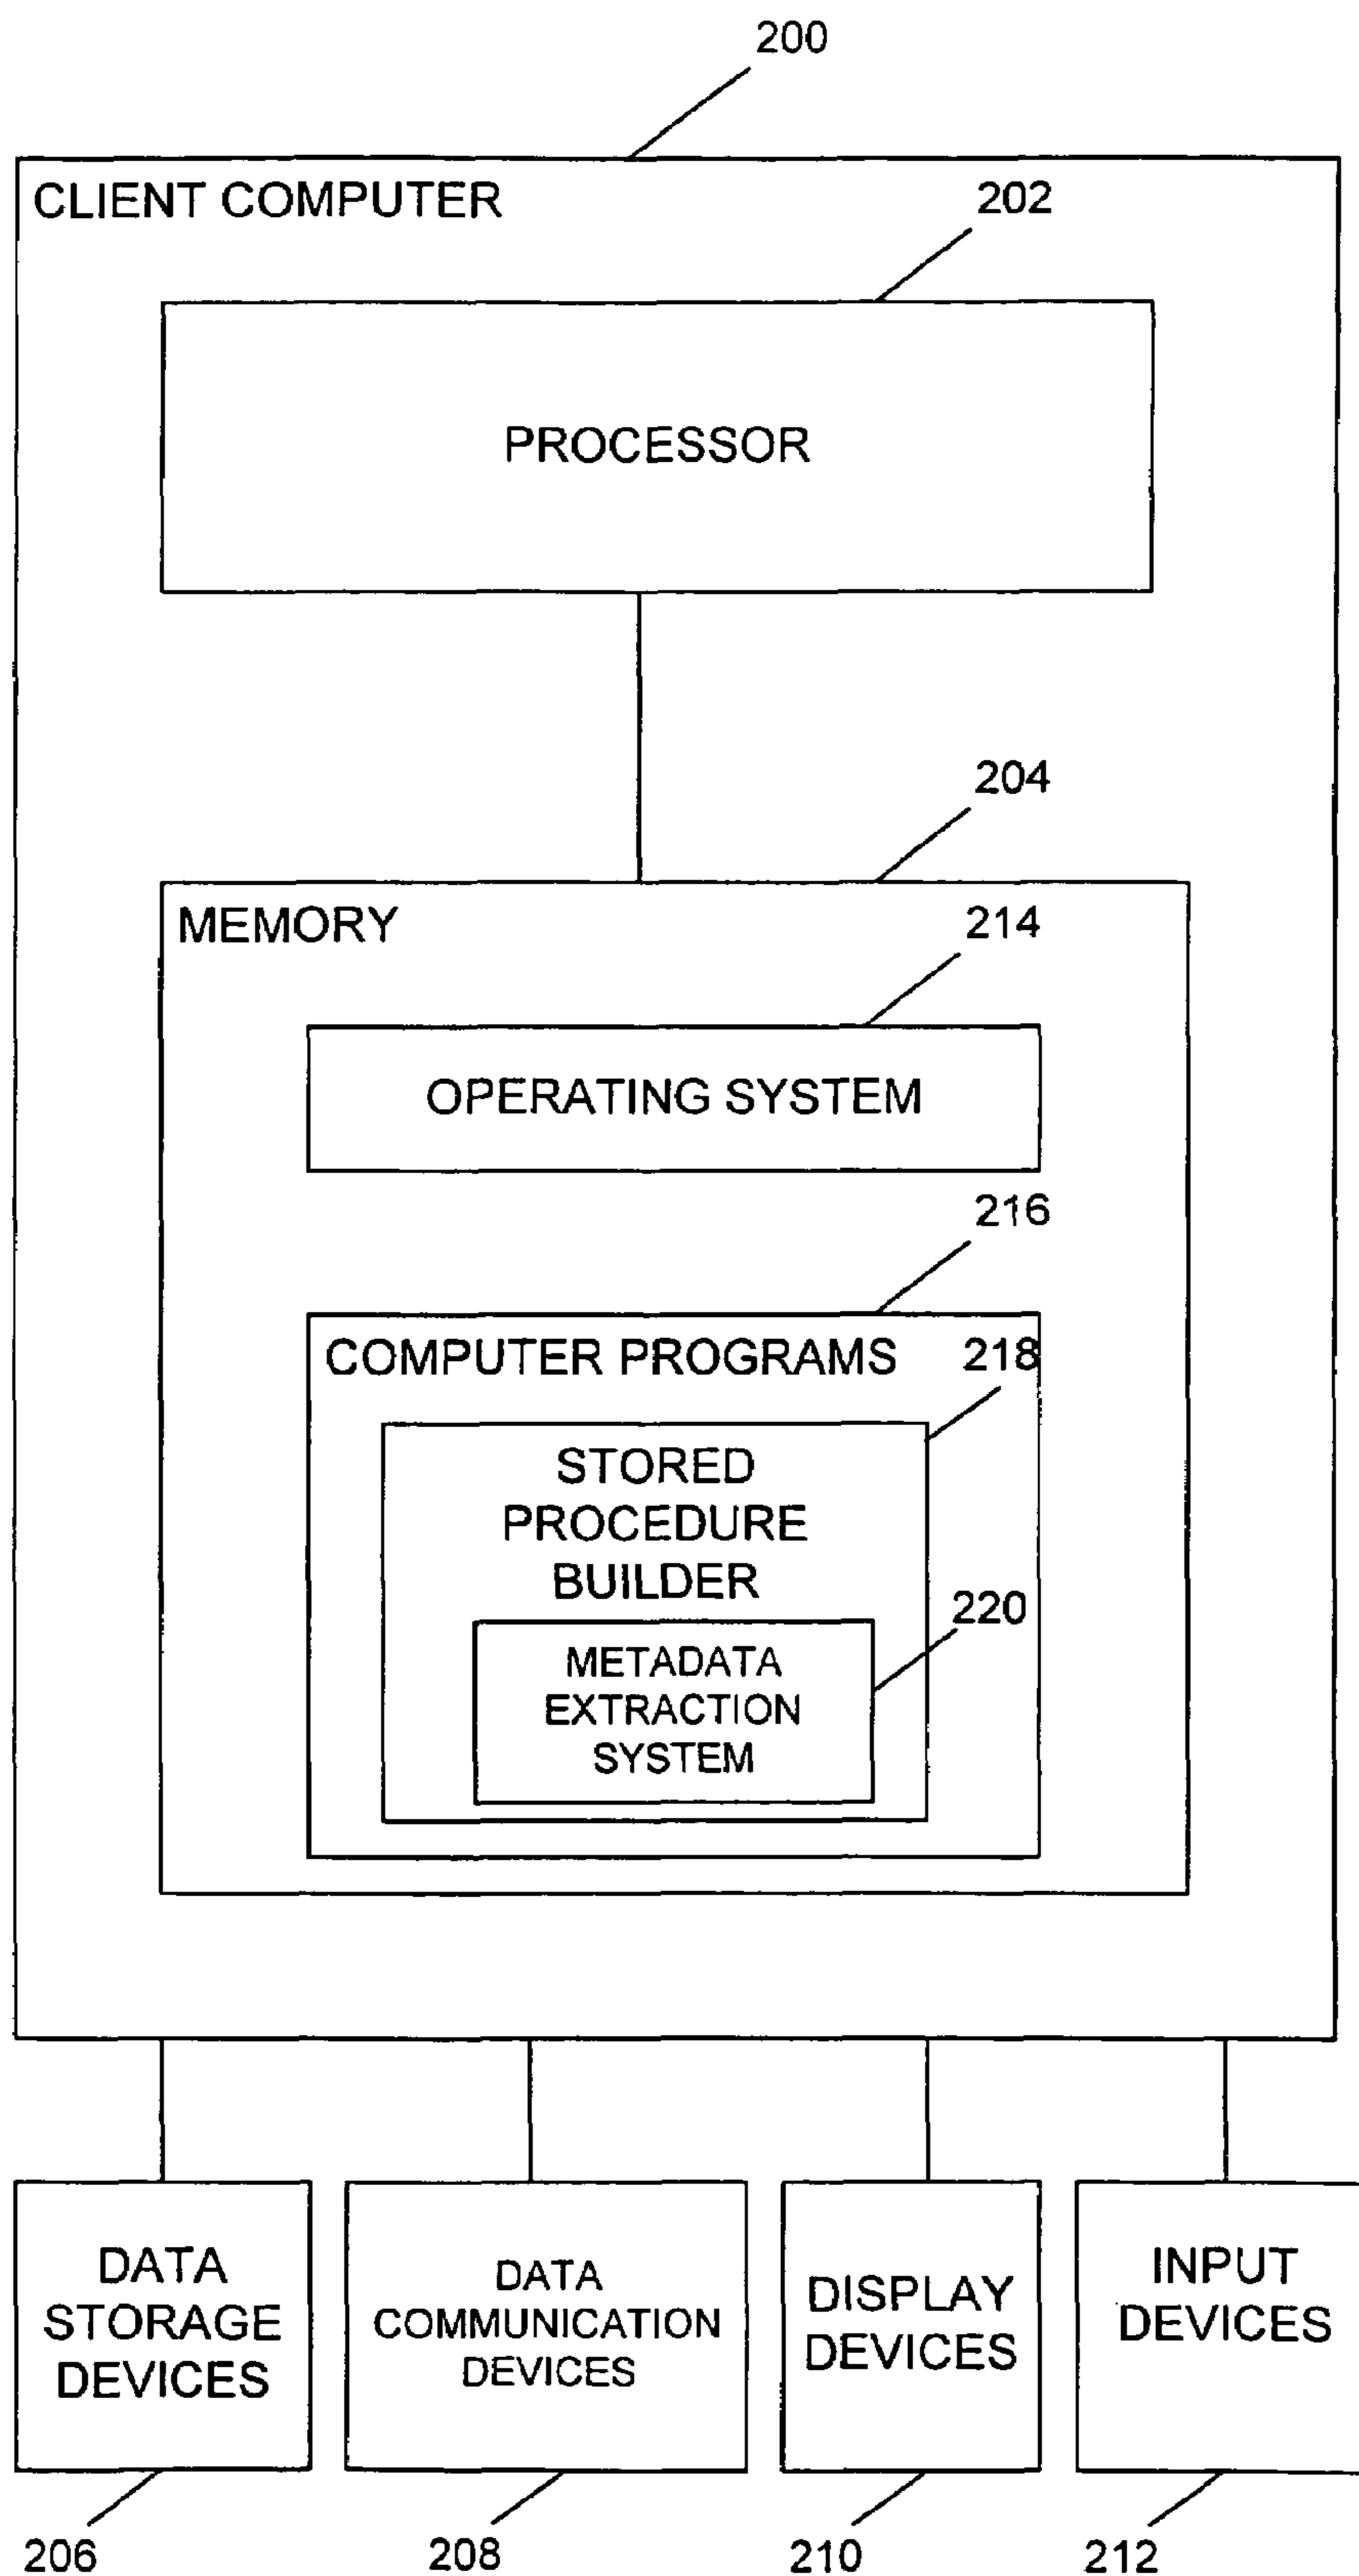 200
CLIENT COMPUTER
202
PROCESSOR
204
MEMORY
214
OPERATING SYSTEM
216
COMPUTER PROGRAMS
218
STORED
PROCEDURE
BUILDER
220
METADATA
EXTRACTION
SYSTEM
DATA
STORAGE
DEVICES
DATA
COMMUNICATION
DEVICES
DISPLAY
DEVICES
INPUT
DEVICES
206
208
210
212